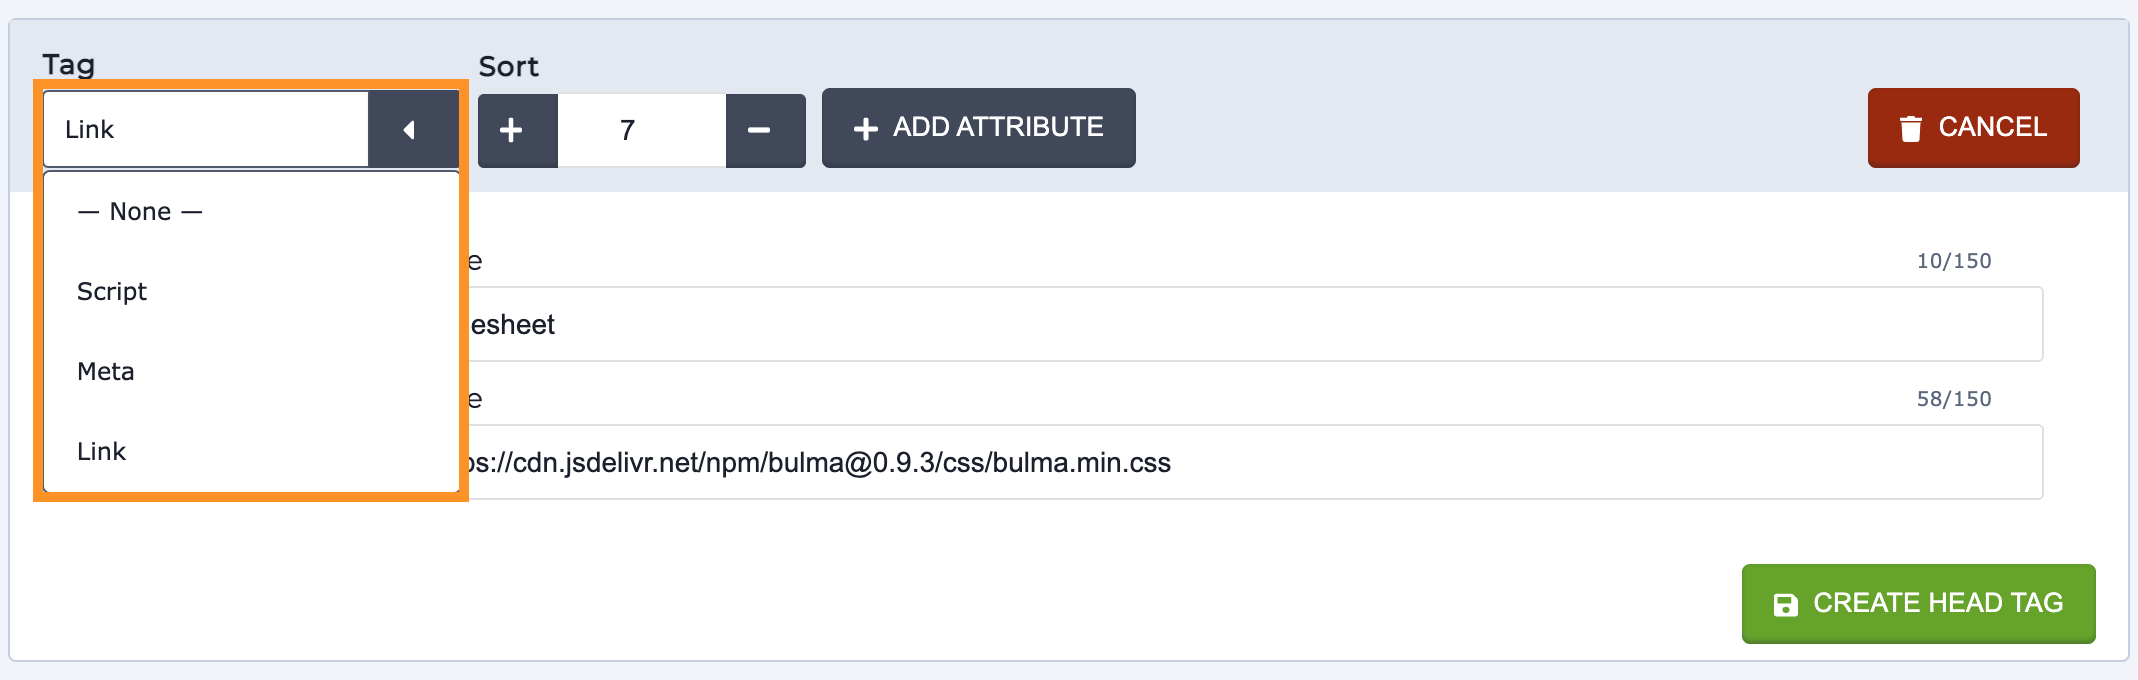 Tag
Sort
Link
7
ADD ATTRIBUTE
CANCEL
— None —
Script
Meta
Link
10/150
esheet
58/150
s://cdn.jsdelivr.net/npm/bulma@0.9.3/css/bulma.min.css
CREATE HEAD TAG